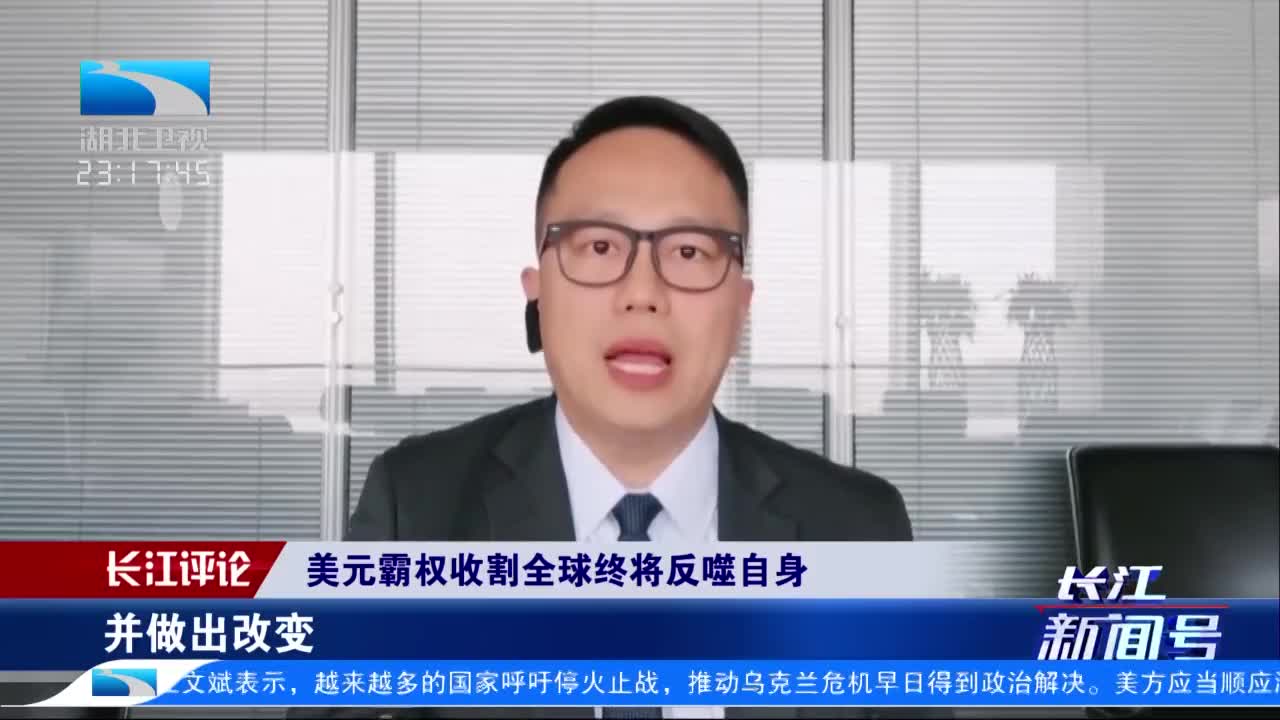 湖北卫视
23:17:45
长江评论
美元霸权收割全球终将反噬自身
并做出改变
长江
新闻号
文斌表示，越来越多的国家呼吁停火止战，推动乌克兰危机早日得到政治解决。美方应当顺应